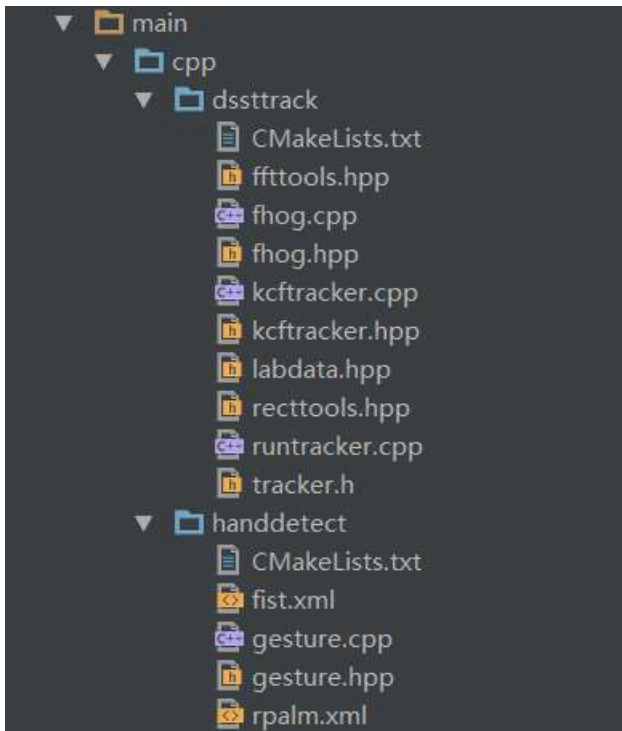 main
cpp
dssttrack
CMakeLists.txt
ffttools.hpp
fhog.cpp
fhog.hpp
kcftracker.cpp
kcftracker.hpp
labdata.hpp
recttools.hpp
runtracker.cpp
tracker.h
handdetect
CMakeLists.txt
fist.xml
gesture.cpp
gesture.hpp
rpalm.xml